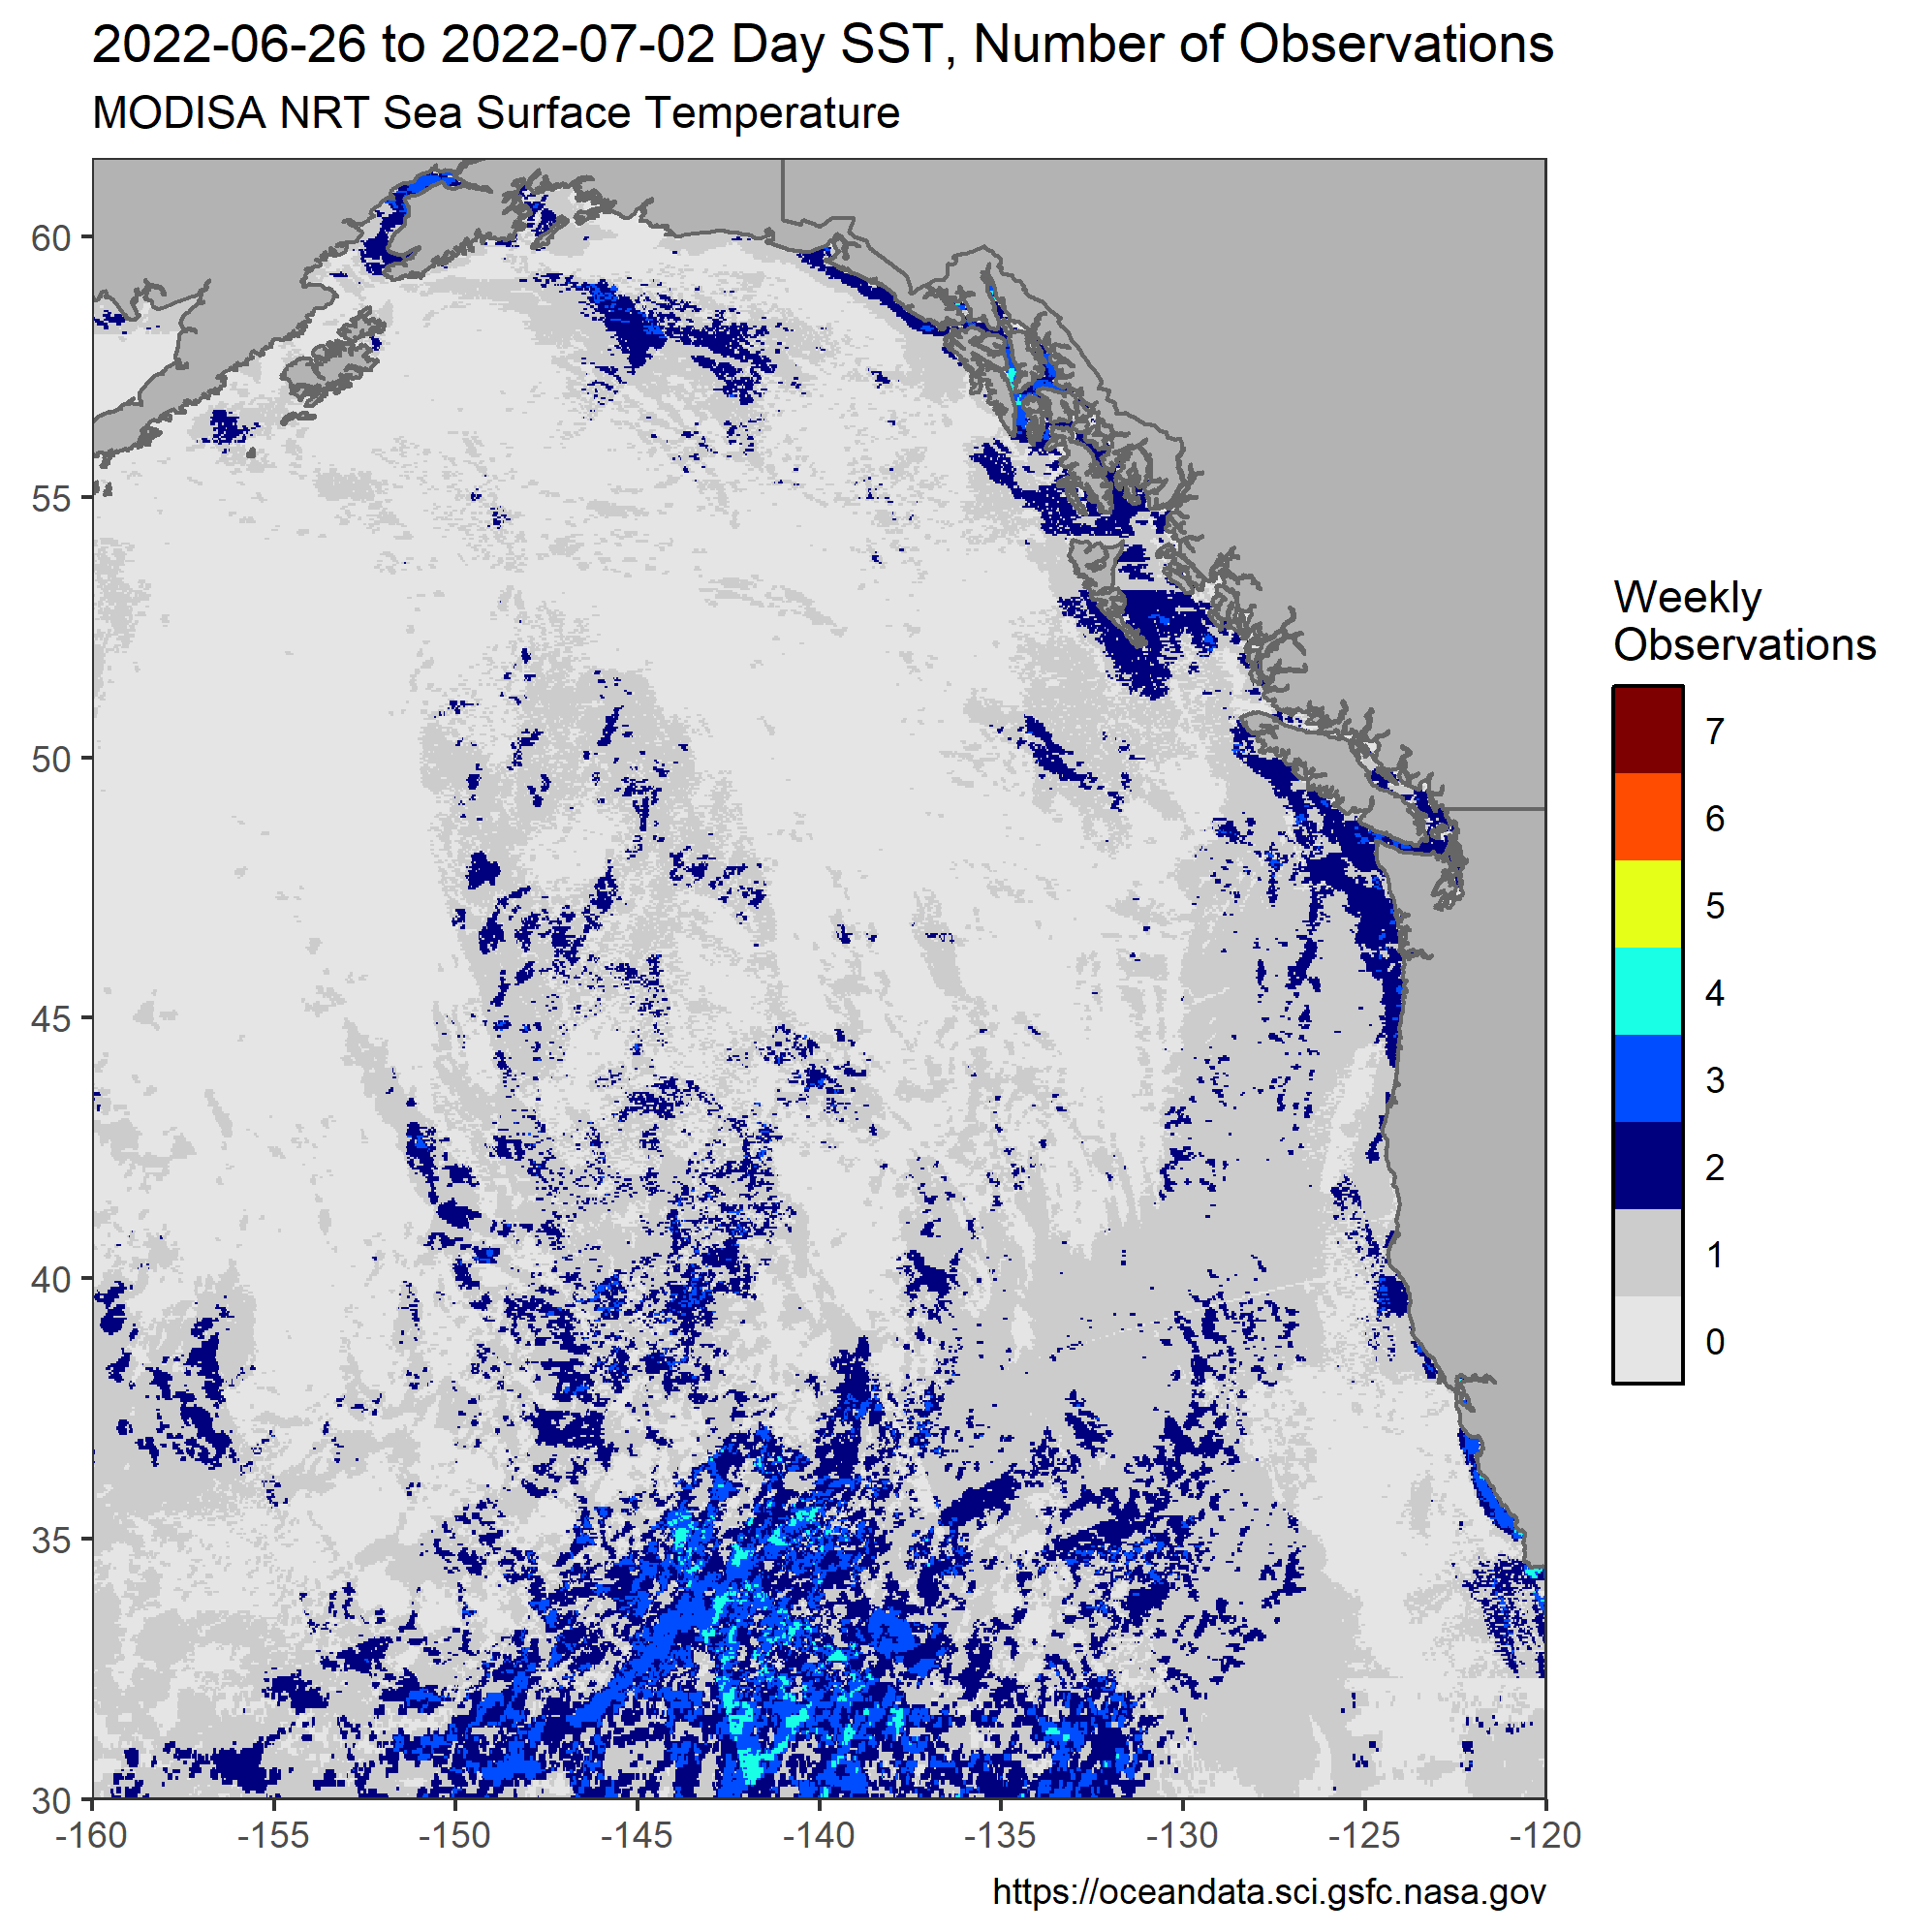 2022-06-26 to 2022-07-02 Day SST, Number of Observations
MODISA NRT Sea Surface Temperature
60
55
50
45
40
35
30
-160 -155 -150 -145 -140 -135 -130 -125 -120
https://oceandata.sci.gsfc.nasa.gov
Weekly
Observations
7
6
5
4
3
2
1
0